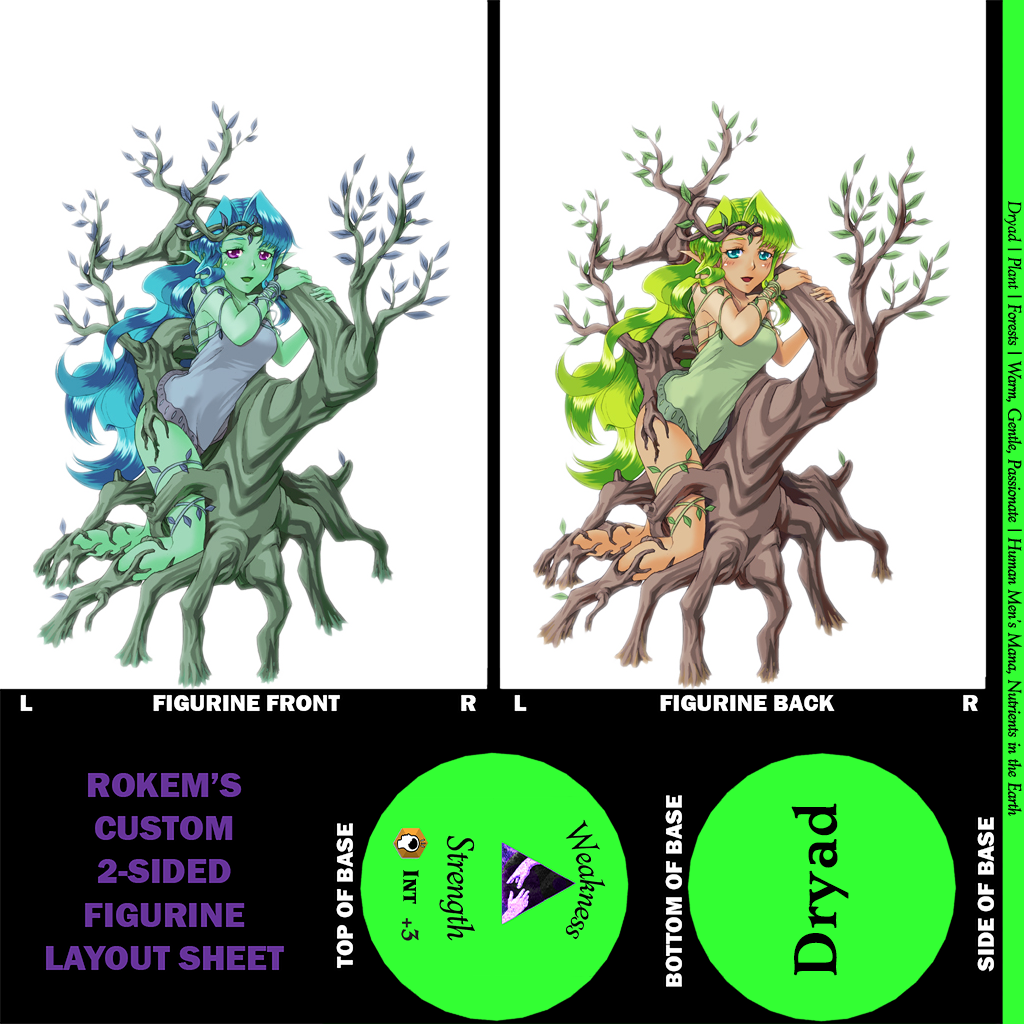 L
FIGURINE FRONT
R
L
FIGURINE BACK
R
ROKEM'S
CUSTOM
2-SIDED
FIGURINE
LAYOUT SHEET
TOP OF BASE
INT +3
Strength
Weakness
BOTTOM OF BASE
Dryad
SIDE OF BASE
Dryad | Plant | Forests | Warm, Gentle, Passionate | Human Men's Mana, Nutrients in the Earth